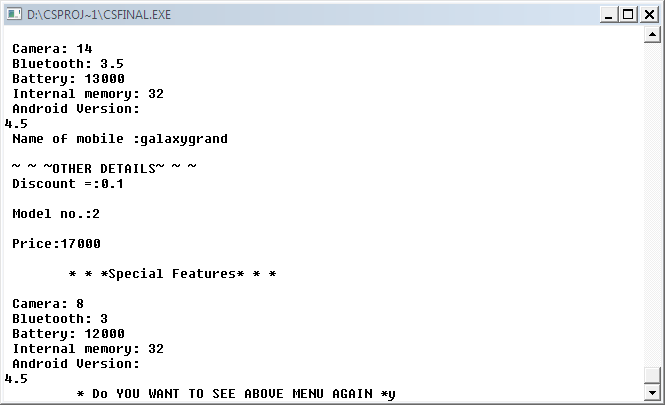 D:\CSPROJ~1\CSFINAL.EXE
Camera: 14
Bluetooth: 3.5
Battery: 13000
Internal memory: 32
Android Version:
4.5
Name of mobile :galaxygrand
~ ~ ~OTHER DETAILS~ ~ ~
Discount =:0.1
Model no.:2
Price:17000
* * *Special Features* * *
Camera: 8
Bluetooth: 3
Battery: 12000
Internal memory: 32
Android Version:
4.5
* Do YOU WANT TO SEE ABOVE MENU AGAIN *y